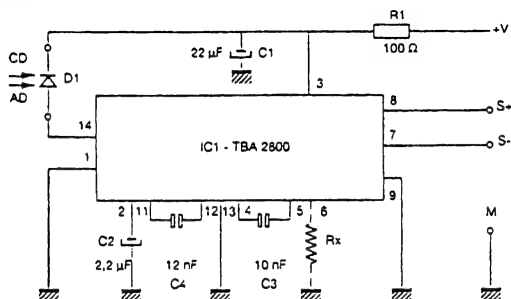 R1
+V
100 Ω
22 µF
C1
CD
D1
AD
3
14
8
S+
IC1 - TBA 2800
7
S-
1
9
2
11
12
13
4
5
6
M
C2
Rx
2,2 µF
12 nF
10 nF
C4
C3